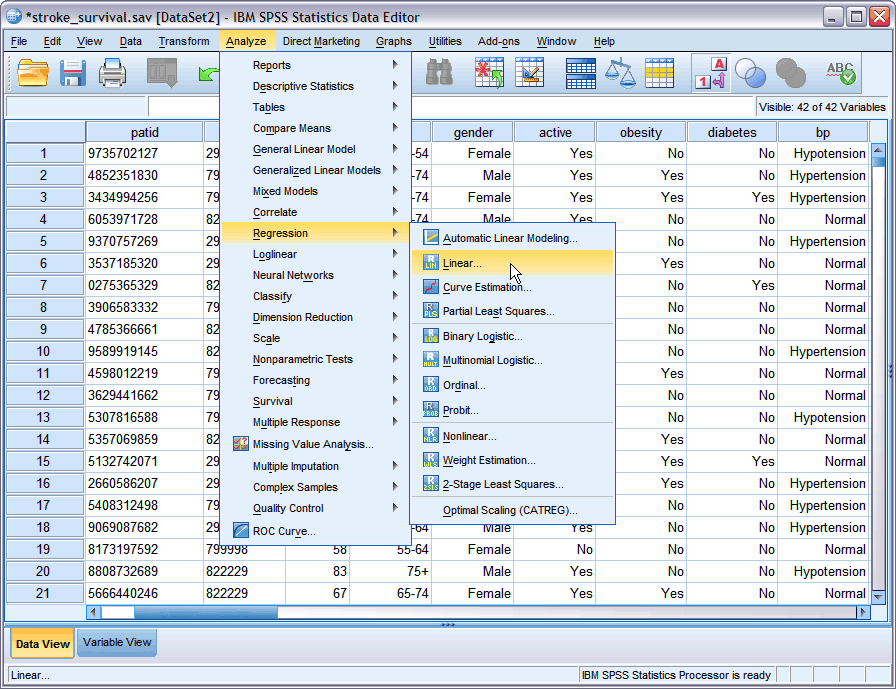 *stroke_survival.sav [DataSet2] - IBM SPSS Statistics Data Editor
File Edit View Data Transform Analyze Direct Marketing Graphs Utilities Add-ons Window Help
A
1
ABC
Visible: 42 of 42 Variables
Reports
Descriptive Statistics
Tables
Compare Means
General Linear Model
Generalized Linear Models
Mixed Models
Correlate
Regression
Loglinear
Neural Networks
Classify
Dimension Reduction
Scale
Nonparametric Tests
Forecasting
Survival
Multiple Response
Missing Value Analysis...
Multiple Imputation
Complex Samples
Quality Control
ROC Curve...
Automatic Linear Modeling...
Linear...
Curve Estimation...
Partial Least Squares...
Binary Logistic...
Multinomial Logistic...
Ordinal...
Probit...
Nonlinear...
Weight Estimation...
2-Stage Least Squares...
Optimal Scaling (CATREG)...
patid gender active obesity diabetes bp
1 9735702127 29 -54 Female Yes No No Hypotension
2 4852351830 79 -74 Male Yes Yes No Hypertension
3 3434994256 79 -74 Female Yes Yes Yes Hypertension
4 6053971728 82 -74 Male Yes No No Normal
5 9370757269 29 No No Hypertension
6 3537185320 82 Yes No Normal
7 0275365329 82 No Yes Normal
8 3906583332 79 No No Normal
9 4785366661 82 No No Normal
10 9589919145 82 No No Hypertension
11 4598012219 79 Yes No Normal
12 3629441662 82 No No Normal
13 5307816588 79 No No Hypotension
14 5357069859 82 Yes No Normal
15 5132742071 29 Yes Yes Normal
16 2660586207 29 Yes No Hypertension
17 5408312498 29 No No Hypertension
18 9069087682 29 -64 Male Yes No No Hypertension
19 8173197592 799998 58 55-64 Female No No No Normal
20 8808732689 822229 83 75+ Male Yes No No Hypotension
21 5666440246 822229 67 65-74 Female Yes No No Normal
Data View Variable View
Linear... IBM SPSS Statistics Processor is ready